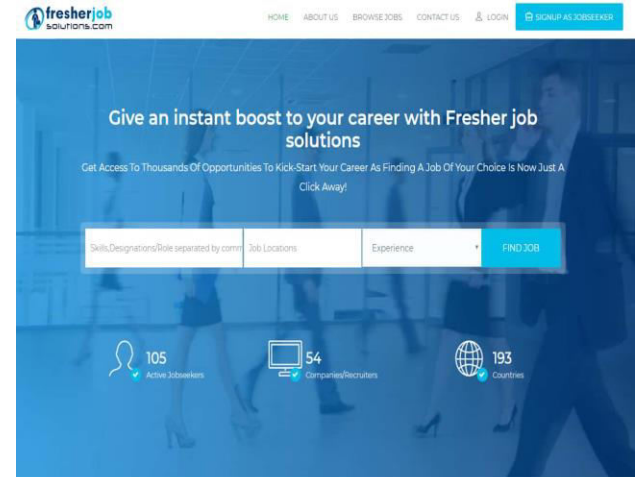 fresherjob
solutions.com
HOME ABOUT US BROWSE JOBS CONTACT US LOGIN SIGNUP AS JOBSEEKER
Give an instant boost to your career with Fresher job
solutions
Get Access To Thousands Of Opportunities To Kick-Start Your Career As Finding A Job Of Your Choice Is Now Just A
Click Away!
Skills,Designations/Role separated by comm Job Locations Experience FIND JOB
105 54 193
Active Jobseekers Companies/Recruiters Countries